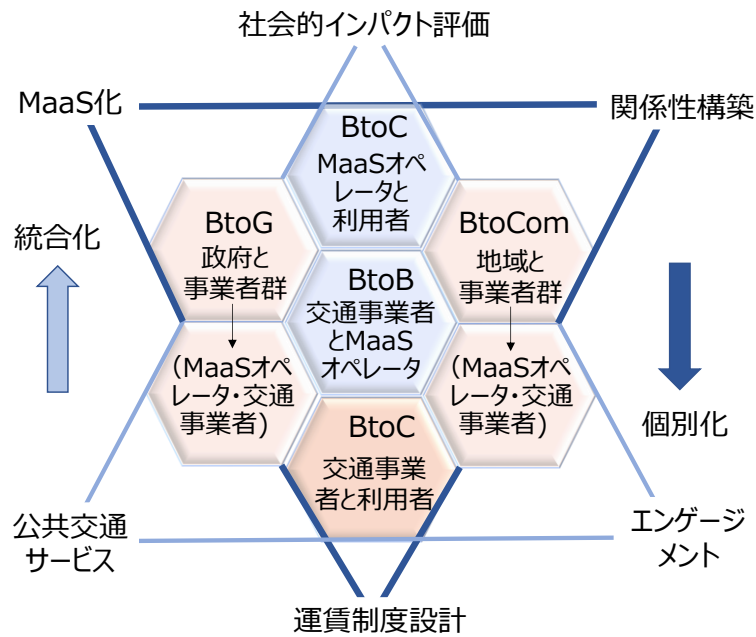 社会的インパクト評価
MaaS化
関係性構築
BtoC
MaaSオペ
レータと
利用者
BtoG
政府と
事業者群
BtoCom
地域と
事業者群
統合化
BtoB
交通事業者
とMaaS
オペレータ
(MaaSオペ
レータ・交通
事業者)
(MaaSオペ
レータ・交通
事業者)
個別化
BtoC
交通事業
者と利用者
公共交通
サービス
エンゲージ
メント
運賃制度設計